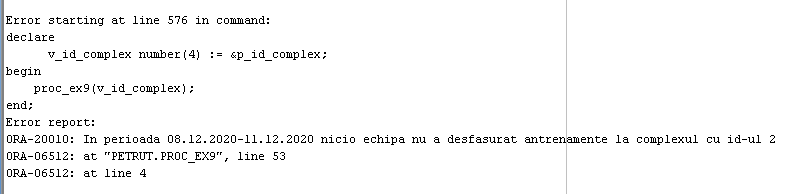 Error starting at line 576 in command:
declare
v_id_complex number(4) := &p_id_complex;
begin
proc_ex9(v_id_complex);
end;
Error report:
ORA-20010: In perioada 08.12.2020-11.12.2020 nicio echipa nu a desfasurat antrenamente la complexul cu id-ul 2
ORA-06512: at "PETRUT.PROC_EX9", line 53
ORA-06512: at line 4